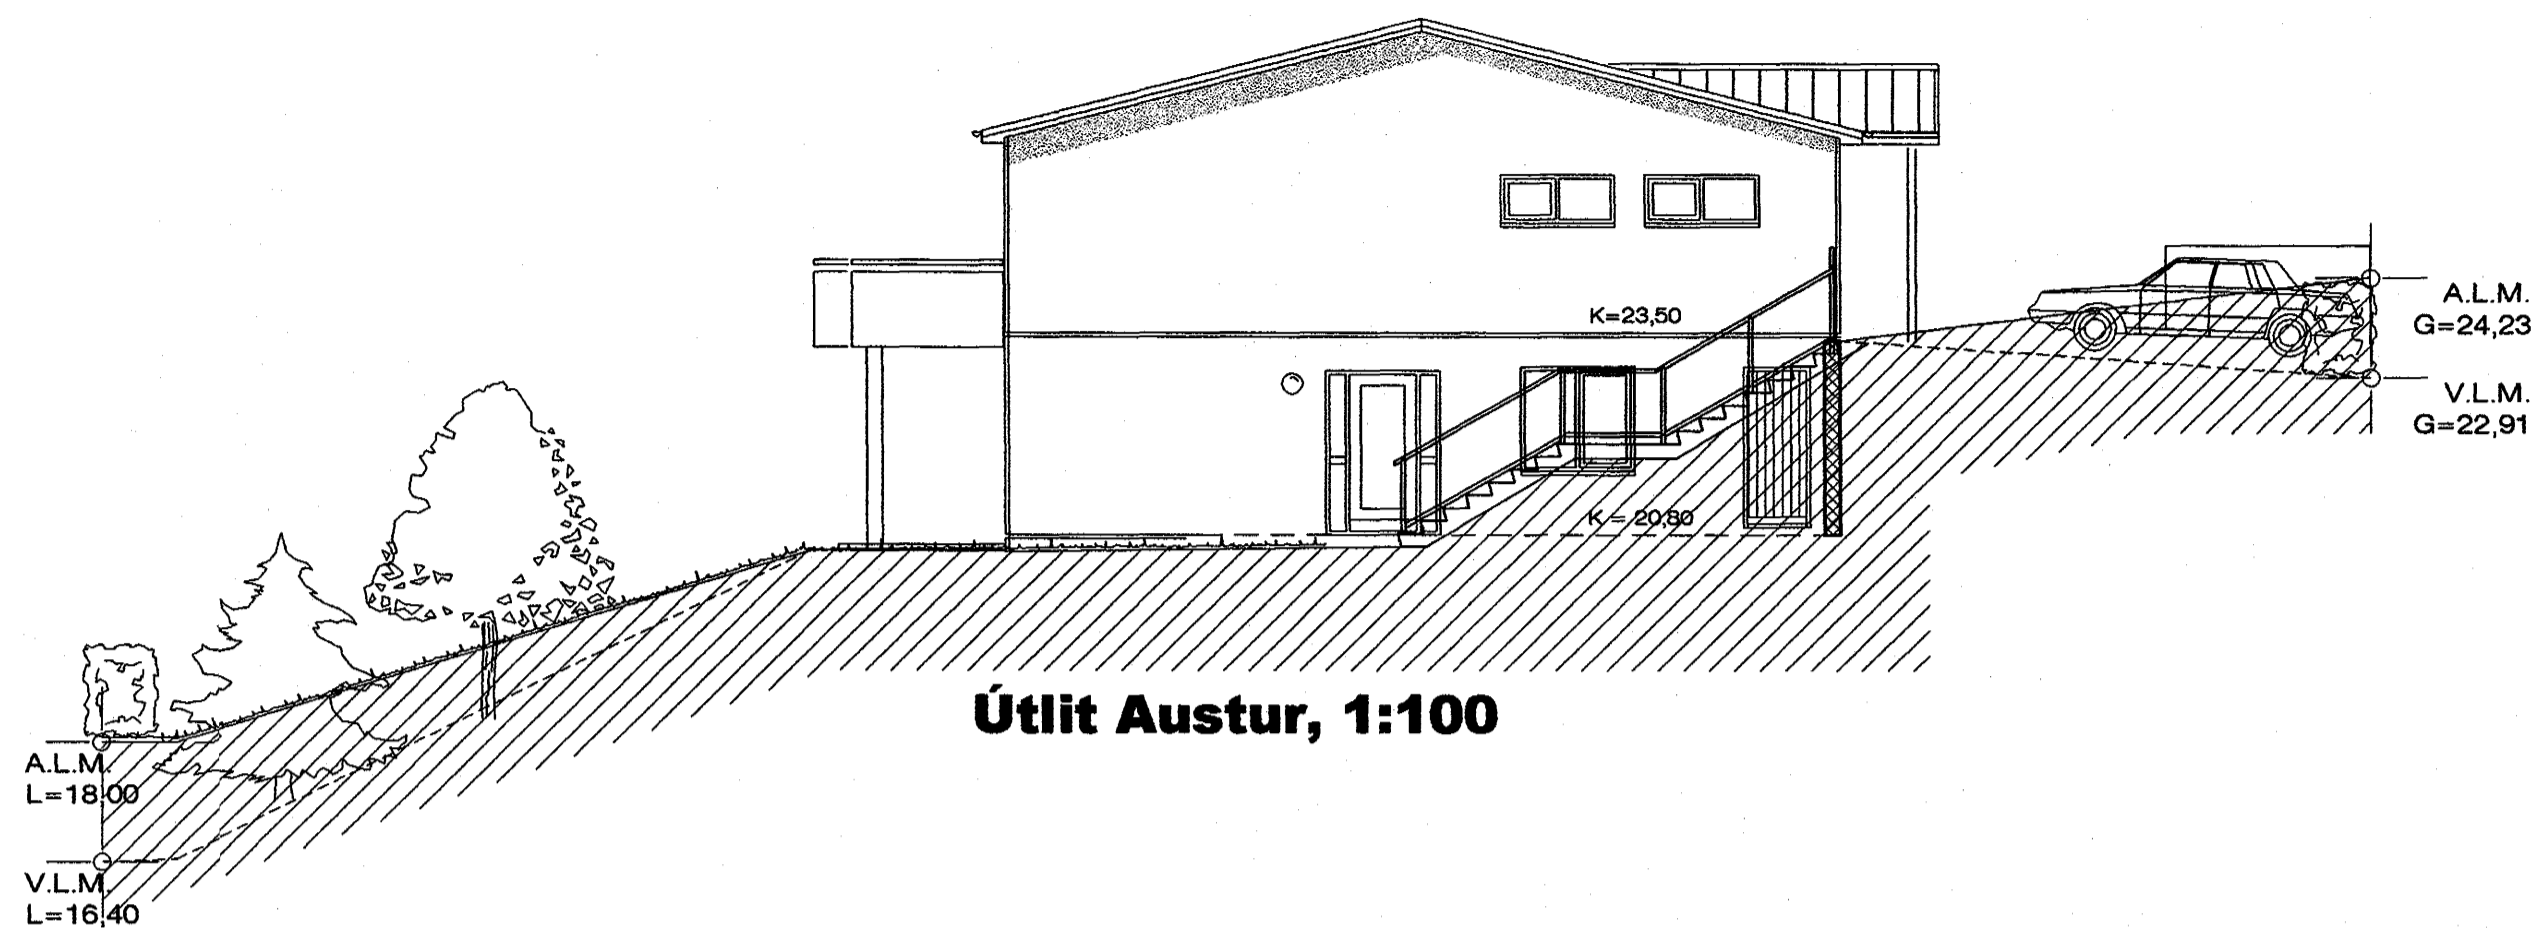 K=23,50
A.L.M.
G=24,23
V.L.M.
G=22,91
K = 20,80
Útlit Austur, 1:100
A.L.M.
L=18,00
V.L.M.
L=16,40